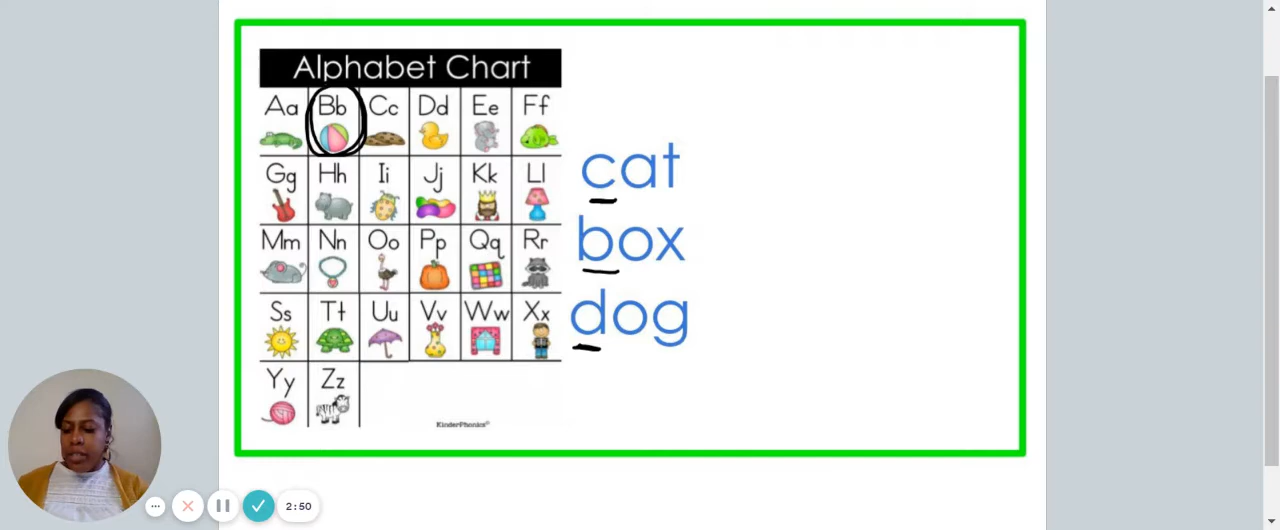 Alphabet Chart
Aa Bb Cc Dd Ee Ff
Gg Hh Ii Jj Kk Ll
Mm Nn Oo Pp Qq Rr
Ss Tt Uu Vv Ww Xx
Yy Zz
KinderPhonics©
cat
box
dog
2:50